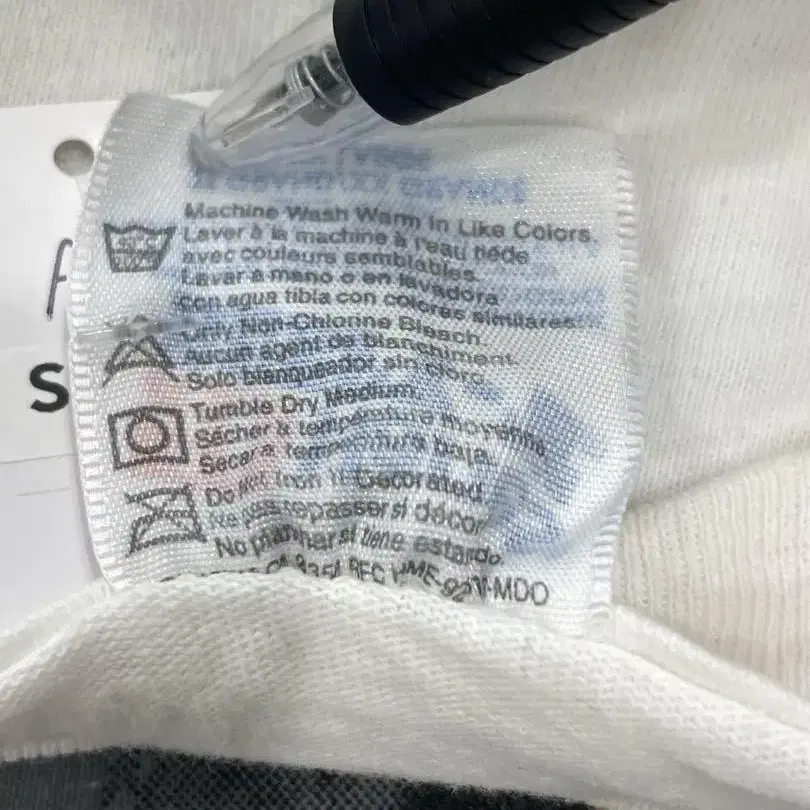 Machine Wash Warm In Like Colors.
Laver à la machine à l'eau tiède
avec couleurs semblables.
Lavar a mano o en lavadora
con agua tibia con colores similares.
Only Non-Chlorine Bleach.
Aucun agent de blanchiment.
Solo blanqueador sin cloro.
Tumble Dry Medium.
Sécher à température moyenne.
Secar a temperatura baja.
Do Not Iron If Decorated.
Ne pas repasser si décor
No planchar si tiene estando.
MDO
S